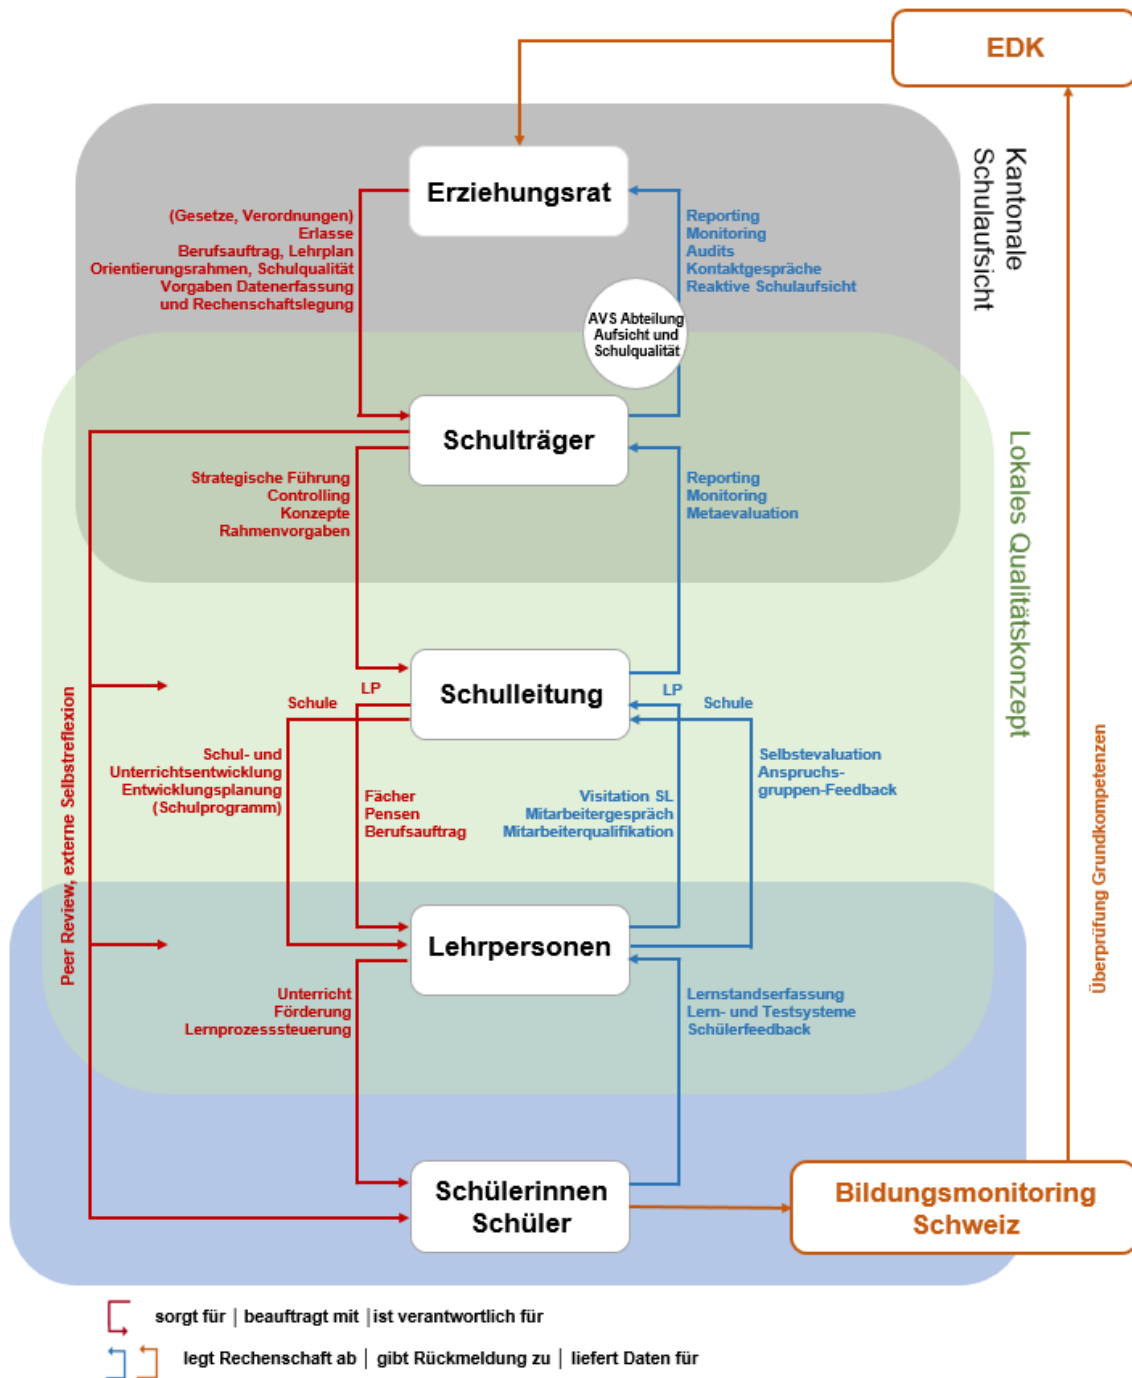 EDK
Kantonale
Schulaufsicht
Erziehungsrat
(Gesetze, Verordnungen)
Erlasse
Berufsauftrag, Lehrplan
Orientierungsrahmen, Schulqualität
Vorgaben Datenerfassung
und Rechenschaftslegung
Reporting
Monitoring
Audits
Kontaktgespräche
Reaktive Schulaufsicht
AVS Abteilung
Aufsicht und
Schulqualität
Schulträger
Lokales Qualitätskonzept
Strategische Führung
Controlling
Konzepte
Rahmenvorgaben
Reporting
Monitoring
Metaevaluation
Schulleitung
LP
Schule
LP
Schule
Peer Review, externe Selbstreflexion
Schul- und
Unterrichtsentwicklung
Entwicklungsplanung
(Schulprogramm)
Fächer
Pensen
Berufsauftrag
Visitation SL
Mitarbeitergespräch
Mitarbeiterqualifikation
Selbstevaluation
Anspruchs-
gruppen-Feedback
Überprüfung Grundkompetenzen
Lehrpersonen
Unterricht
Förderung
Lernprozesssteuerung
Lernstandserfassung
Lern- und Testsysteme
Schülerfeedback
Schülerinnen
Schüler
Bildungsmonitoring
Schweiz
sorgt für | beauftragt mit |ist verantwortlich für
legt Rechenschaft ab | gibt Rückmeldung zu | liefert Daten für